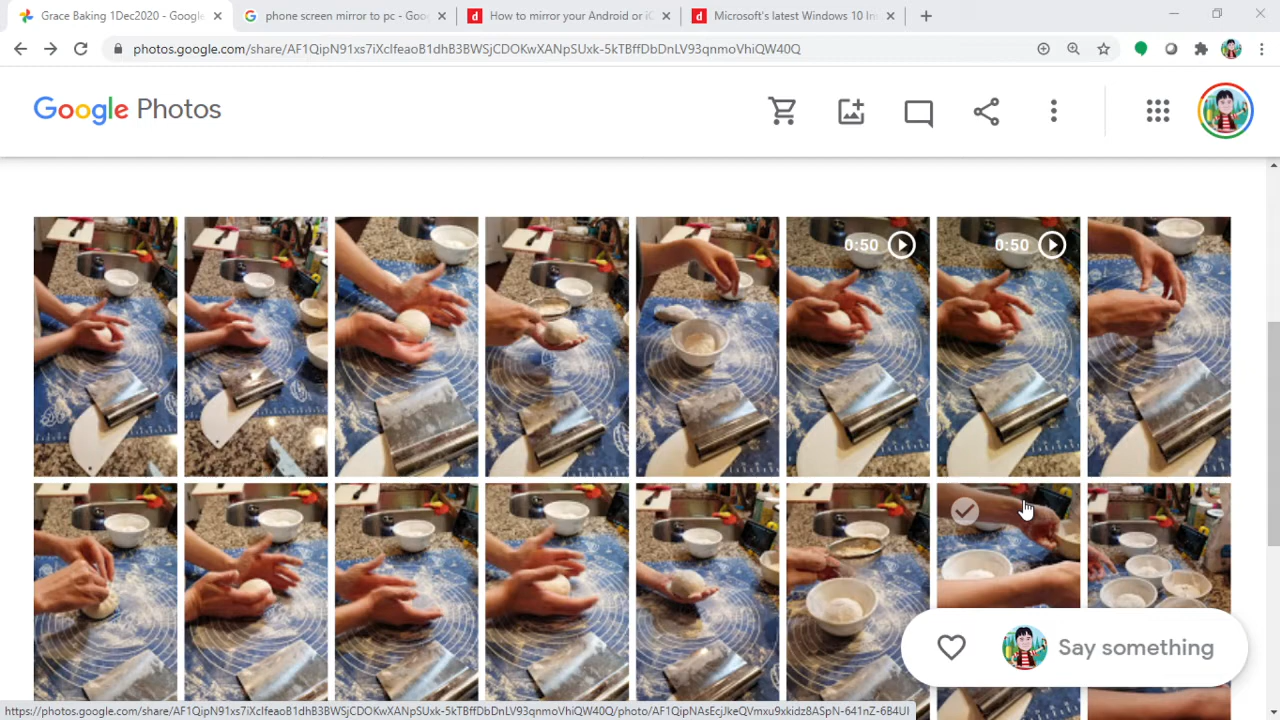 Grace Baking 1Dec2020 - Google
phone screen mirror to pc - Goo
How to mirror your Android or iO
Microsoft's latest Windows 10 In
photos.google.com/share/AF1QipN91xs7iXcIfeaoB1dhB3BWSjCDOKwXANpSUxk-5kTBffDbDnLV93qnmoVhiQW40Q
Google Photos
0:50
0:50
Say something
https://photos.google.com/share/AF1QipN91xs7iXcIfeaoB1dhB3BWSjCDOKwXANpSUxk-5kTBffDbDnLV93qnmoVhiQW40Q/photo/AF1QipNAsEcjJkeQVmxu9xkidz8ASpN-641nZ-6B4UI